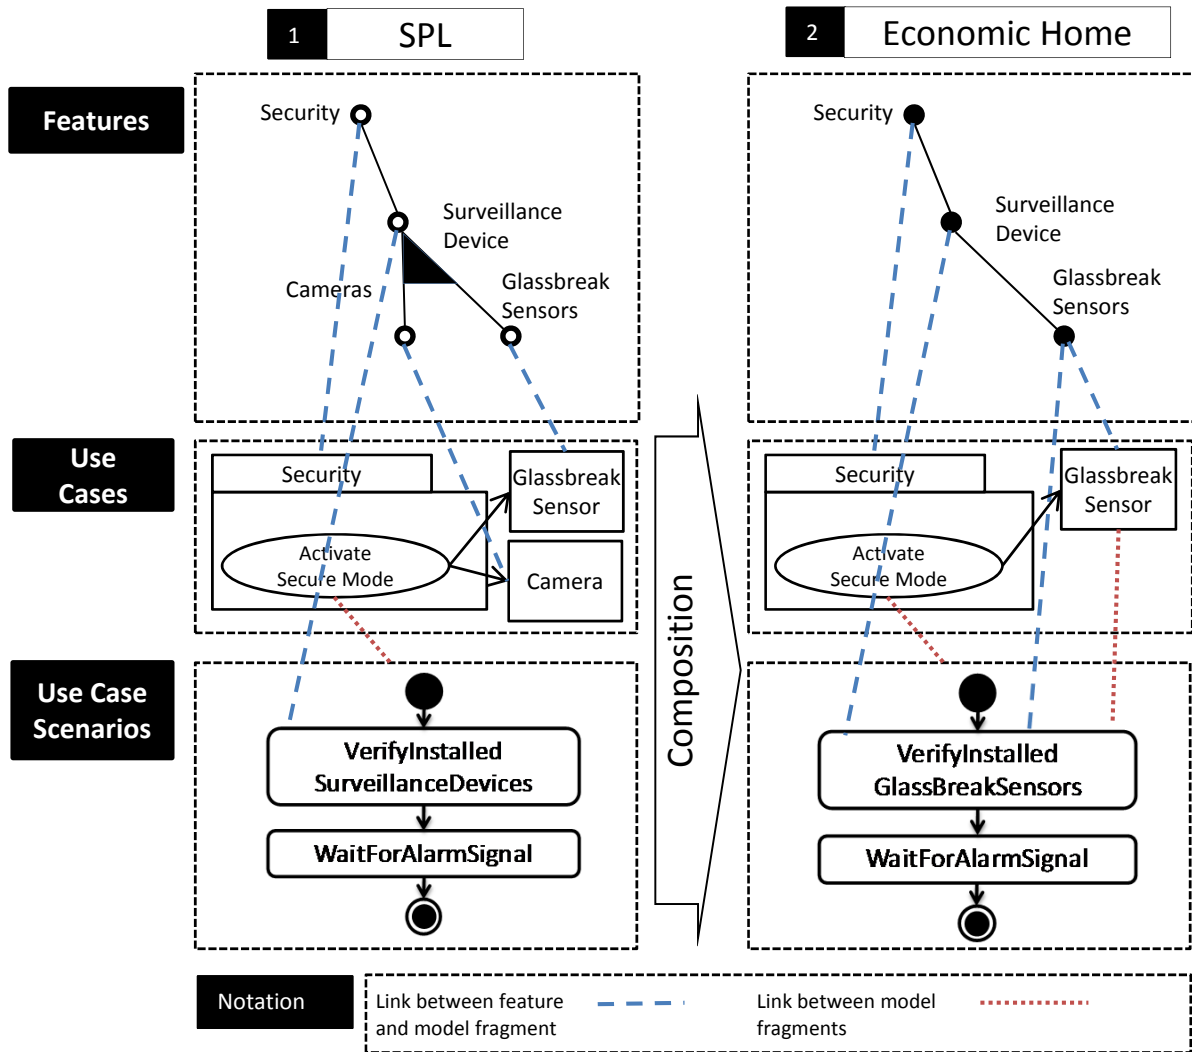 1
SPL
2
Economic Home
Features
Security
Surveillance
Device
Cameras
Glassbreak
Sensors
Security
Surveillance
Device
Glassbreak
Sensors
Use
Cases
Security
Glassbreak
Sensor
Activate
Secure Mode
Camera
Security
Glassbreak
Sensor
Activate
Secure Mode
Composition
Use Case
Scenarios
VerifyInstalled
SurveillanceDevices
WaitForAlarmSignal
VerifyInstalled
GlassBreakSensors
WaitForAlarmSignal
Notation
Link between feature
and model fragment
Link between model
fragments